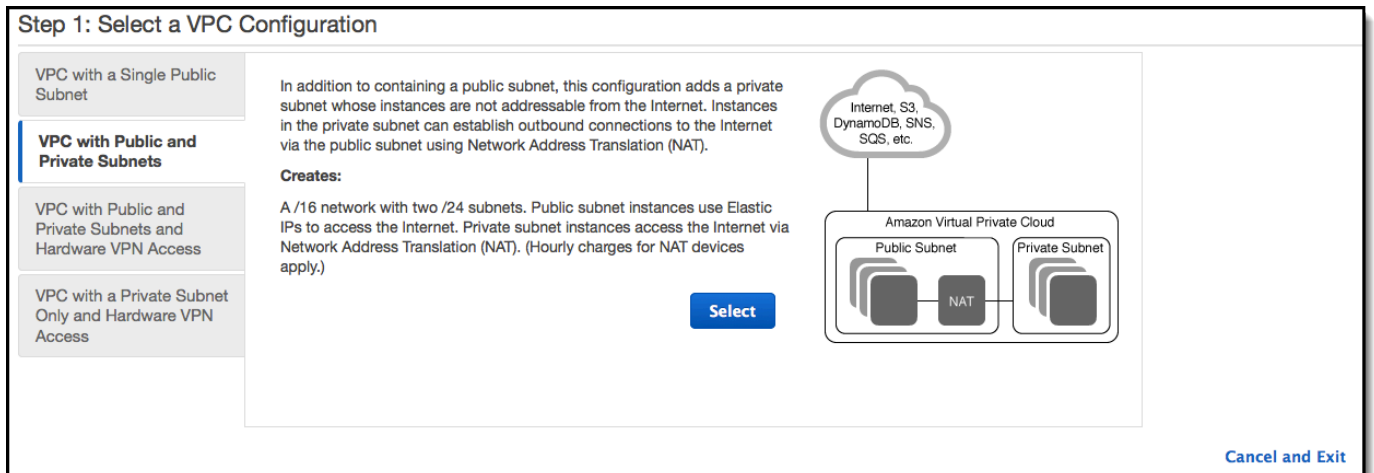 Step 1: Select a VPC Configuration
VPC with a Single Public
Subnet
VPC with Public and
Private Subnets
VPC with Public and
Private Subnets and
Hardware VPN Access
VPC with a Private Subnet
Only and Hardware VPN
Access
In addition to containing a public subnet, this configuration adds a private
subnet whose instances are not addressable from the Internet. Instances
in the private subnet can establish outbound connections to the Internet
via the public subnet using Network Address Translation (NAT).
Creates:
A /16 network with two /24 subnets. Public subnet instances use Elastic
IPs to access the Internet. Private subnet instances access the Internet via
Network Address Translation (NAT). (Hourly charges for NAT devices
apply.)
Select
Internet, S3,
DynamoDB, SNS,
SQS, etc.
Amazon Virtual Private Cloud
Public Subnet
Private Subnet
NAT
Cancel and Exit